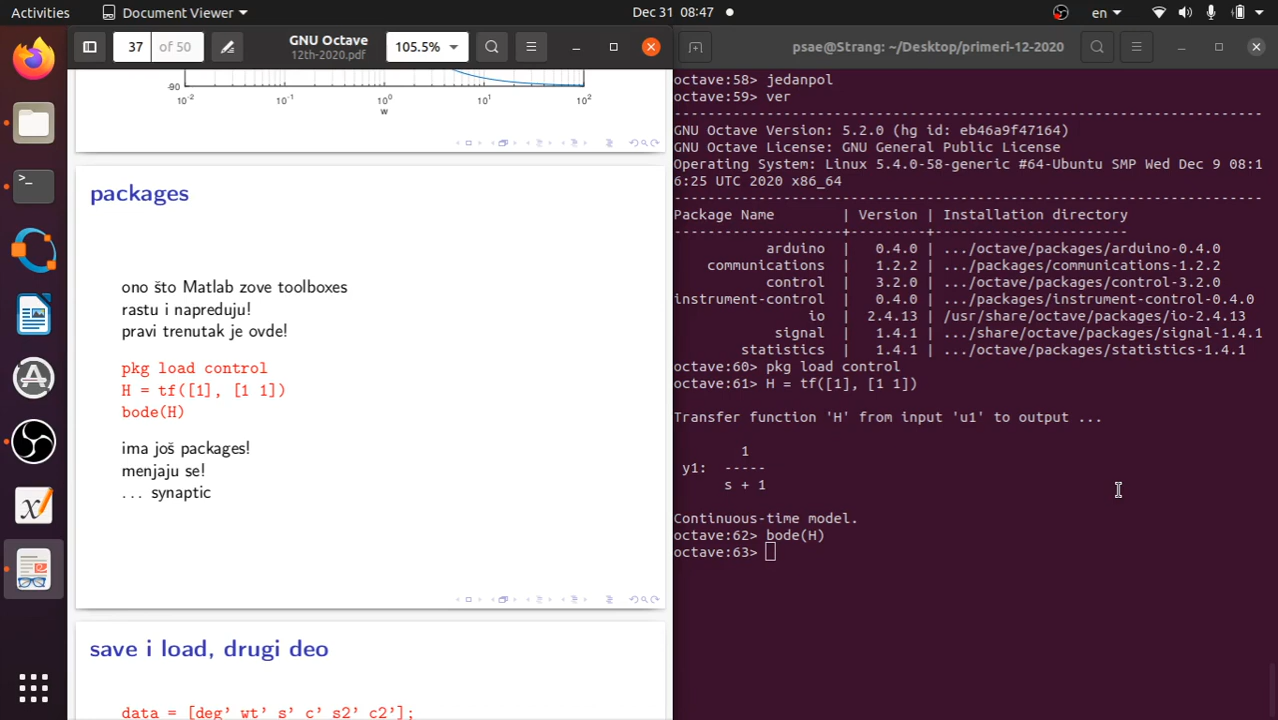 Activities
Document Viewer
Dec 31 08:47
en
37
of 50
GNU Octave
12th-2020.pdf
105.5%
psae@Strang: ~/Desktop/primeri-12-2020
-90
10-2
10-1
100
101
102
w
packages
ono što Matlab zove toolboxes
rastu i napreduju!
pravi trenutak je ovde!
pkg load control
H = tf([1], [1 1])
bode(H)
ima još packages!
menjaju se!
... synaptic
save i load, drugi deo
data = [deg' wt' s' c' s2' c2'];
octave:58> jedanpol
octave:59> ver
----------------------------------------------------------------------
GNU Octave Version: 5.2.0 (hg id: eb46a9f47164)
GNU Octave License: GNU General Public License
Operating System: Linux 5.4.0-58-generic #64-Ubuntu SMP Wed Dec 9 08:1
6:25 UTC 2020 x86_64
----------------------------------------------------------------------
Package Name | Version | Installation directory
--------------------+---------+-----------------------
arduino | 0.4.0 | .../octave/packages/arduino-0.4.0
communications | 1.2.2 | .../packages/communications-1.2.2
control | 3.2.0 | .../octave/packages/control-3.2.0
instrument-control | 0.4.0 | .../packages/instrument-control-0.4.0
io | 2.4.13 | /usr/share/octave/packages/io-2.4.13
signal | 1.4.1 | .../share/octave/packages/signal-1.4.1
statistics | 1.4.1 | .../octave/packages/statistics-1.4.1
octave:60> pkg load control
octave:61> H = tf([1], [1 1])
Transfer function 'H' from input 'u1' to output ...
1
y1: -----
s + 1
Continuous-time model.
octave:62> bode(H)
octave:63>